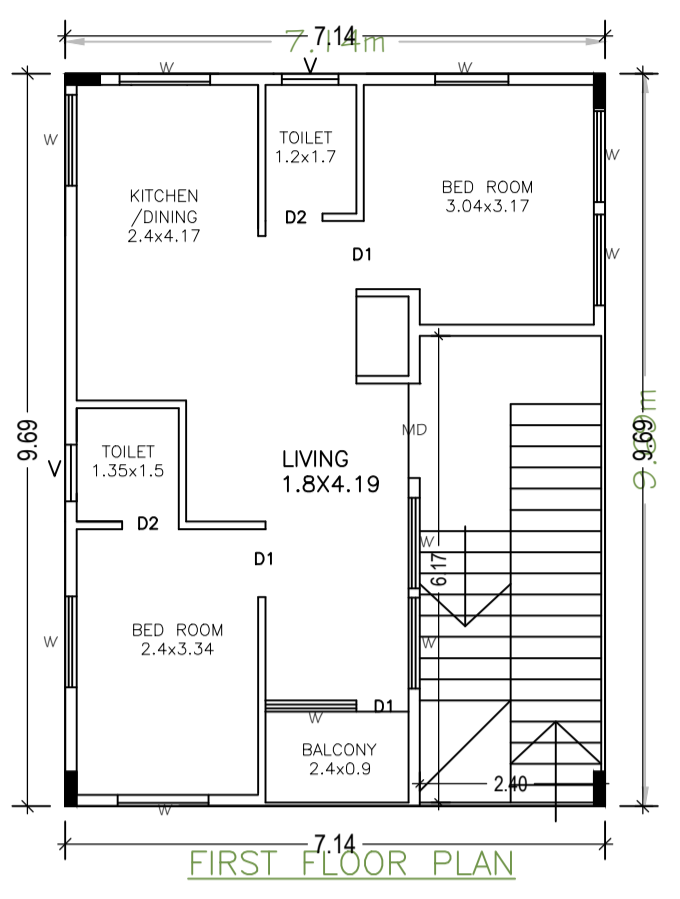 7.14
7.14m
W
V
W
W
TOILET
1.2x1.7
W
BED ROOM
3.04x3.17
KITCHEN
/DINING
2.4x4.17
D2
D1
W
9.69
9.69
9.69m
MD
V
TOILET
1.35x1.5
LIVING
1.8X4.19
D2
D1
W
6.17
W
BED ROOM
2.4x3.34
W
D1
W
BALCONY
2.4x0.9
2.40
W
7.14
FIRST FLOOR PLAN